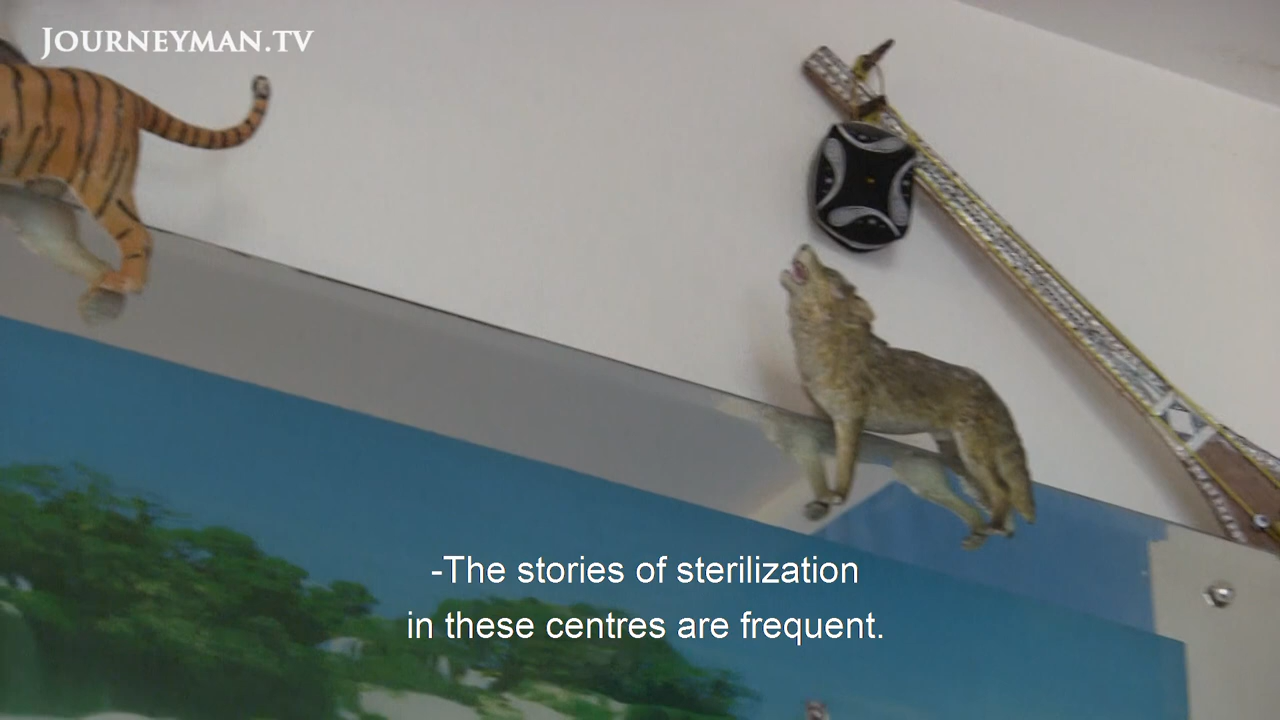 JOURNEYMAN.TV
-The stories of sterilization
in these centres are frequent.